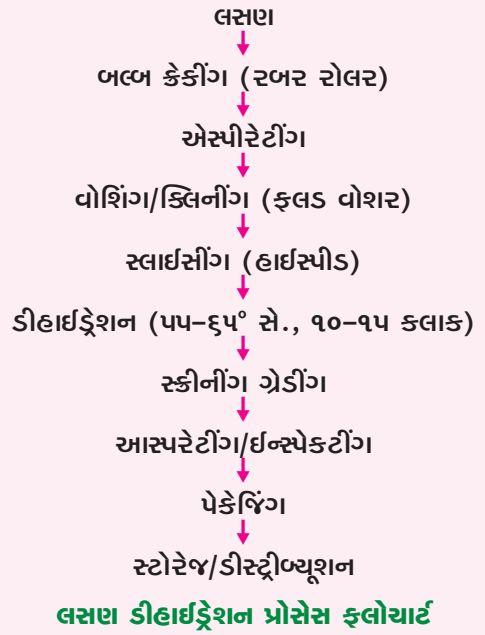 લસણ
બલ્બ ક્રેકીંગ (રબર રોલર)
એસ્પીરેટીંગ
વોશિંગ/ક્લિનીંગ (ફલડ વોશર)
સ્લાઈસીંગ (હાઈસ્પીડ)
ડીહાઈડ્રેશન (૫૫-૬૫° સે., ૧૦-૧૫ કલાક)
સ્ક્રીનીંગ ગ્રેડીંગ
આસ્પરેટીંગ/ઈન્સ્પેકટીંગ
પેકેજિંગ
સ્ટોરેજ/ડીસ્ટ્રીબ્યૂશન
લસણ ડીહાઈડ્રેશન પ્રોસેસ ફલોચાર્ટ